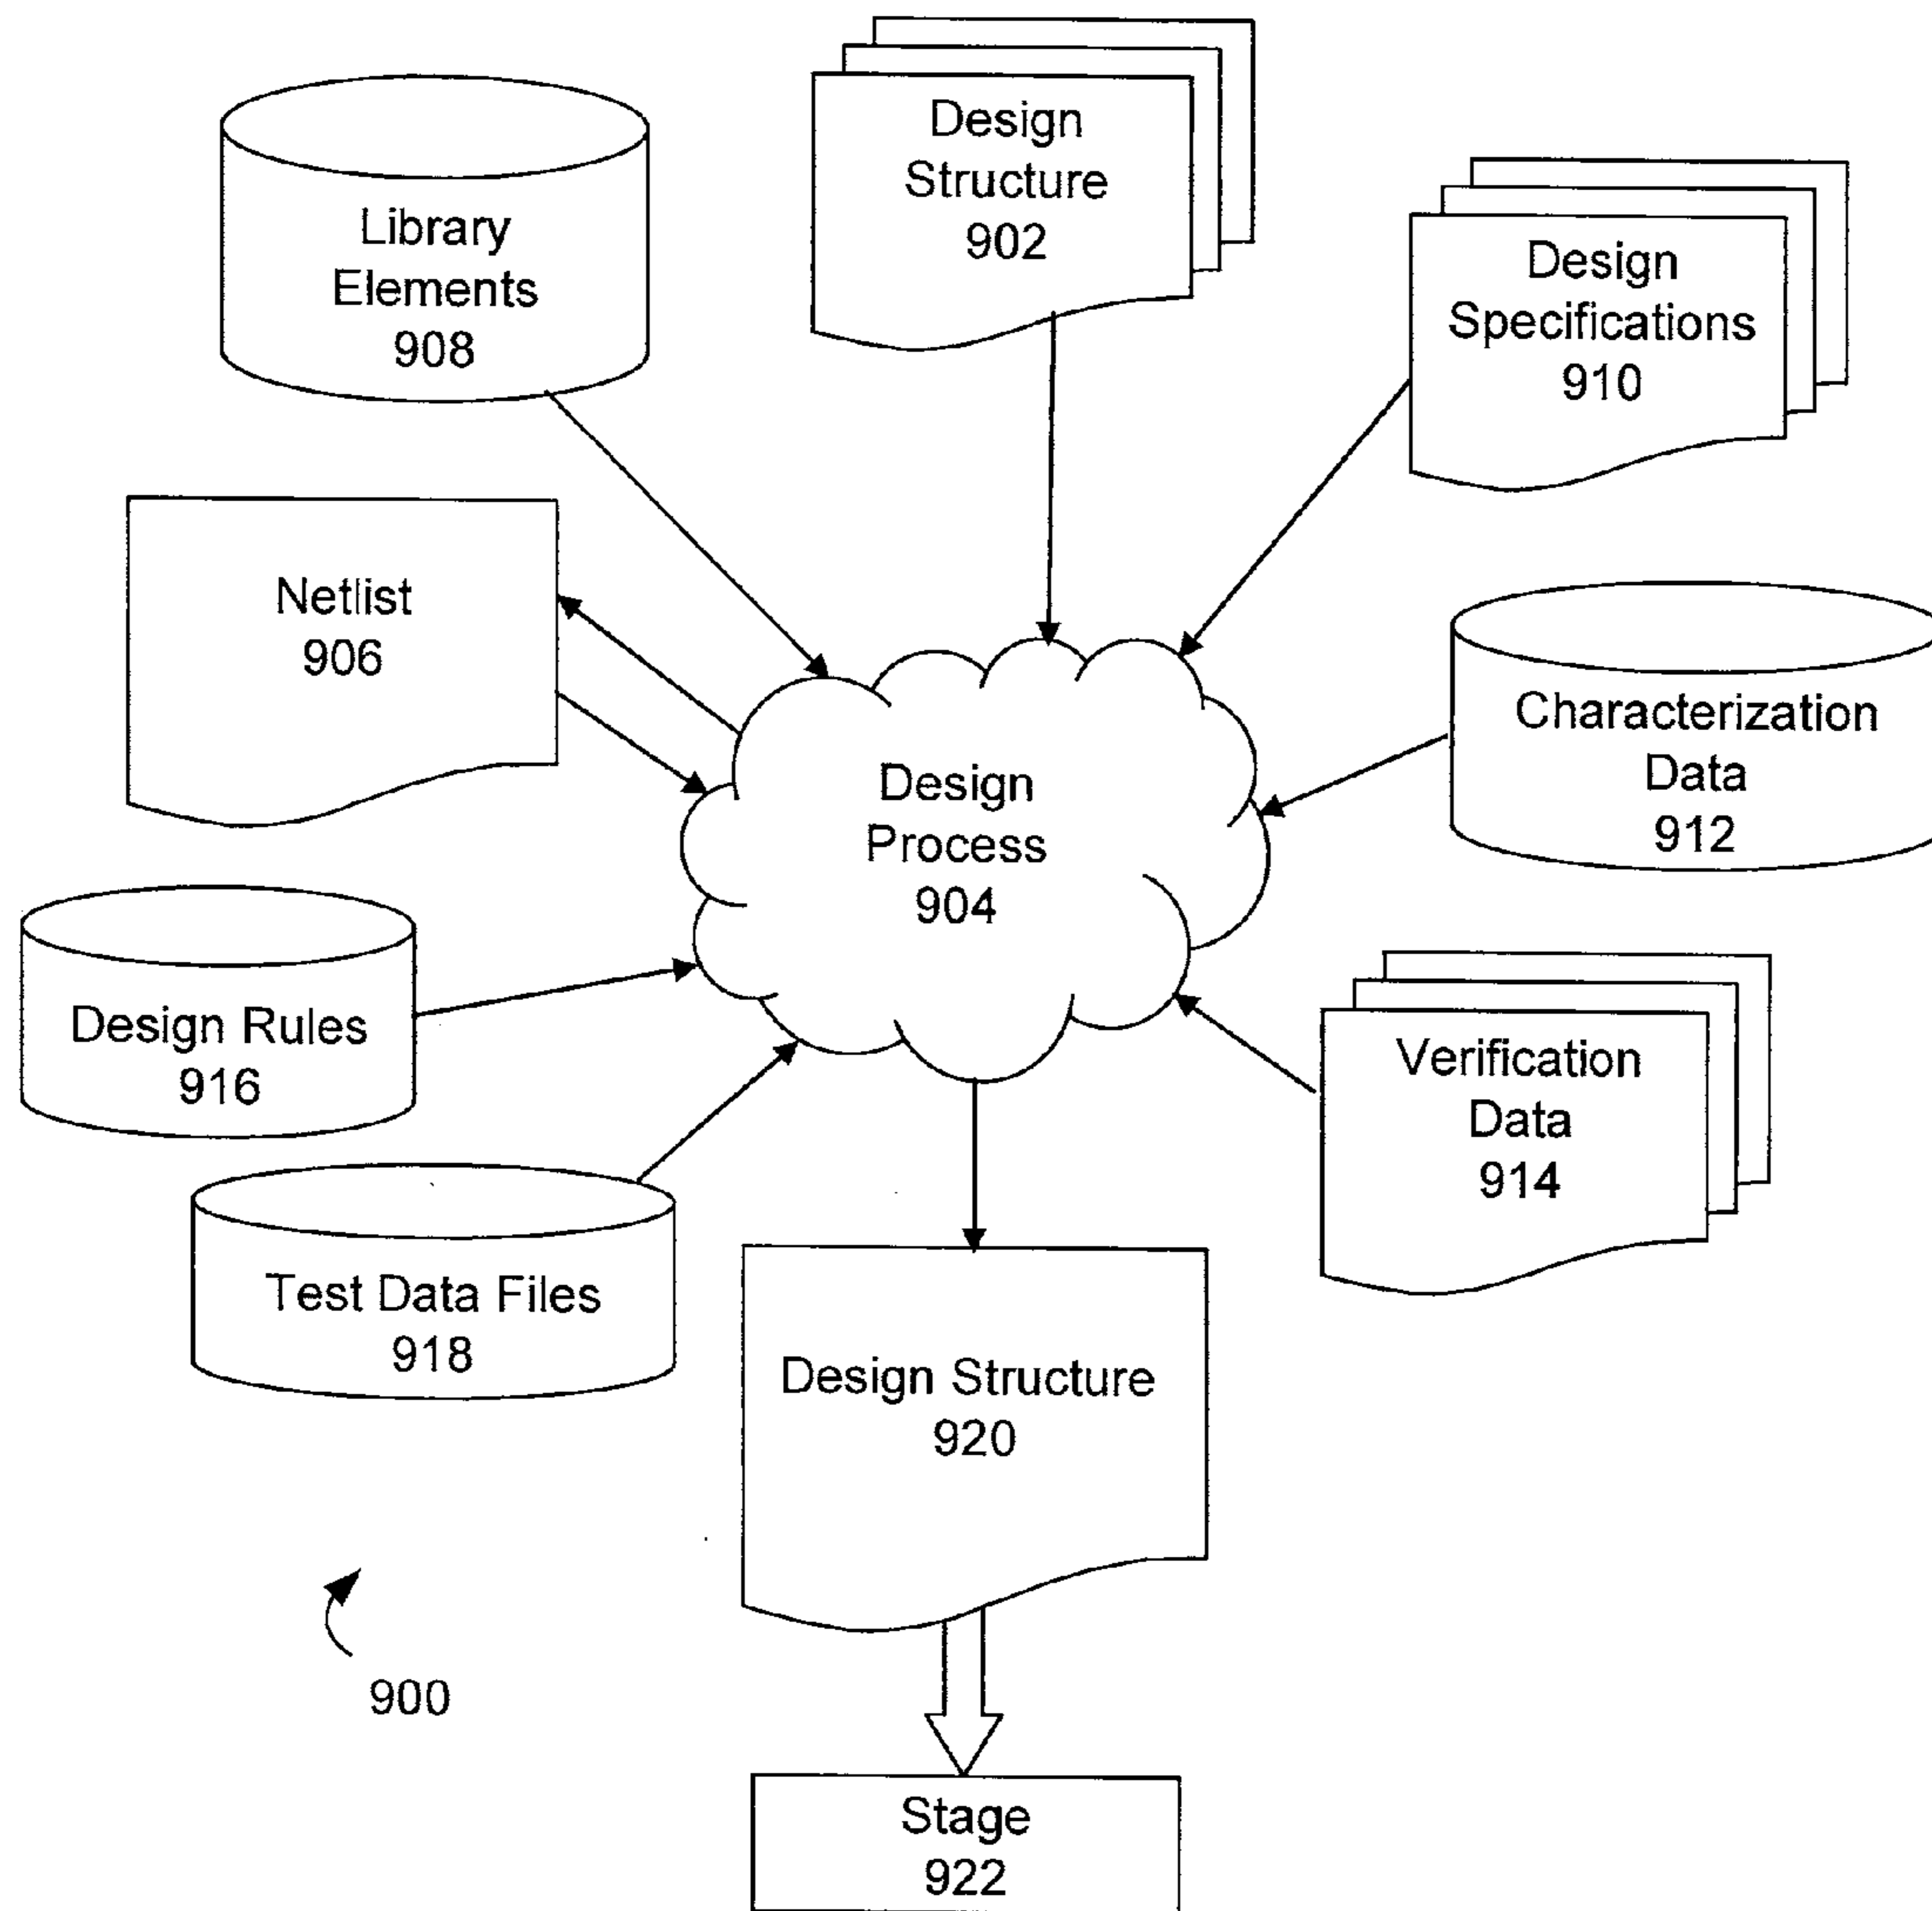 Design
Structure
902
Library
Elements
908
Design
Specifications
910
Netlist
906
Characterization
Data
912
Design
Process
904
Design Rules
916
Verification
Data
914
Test Data Files
918
Design Structure
920
900
Stage
922